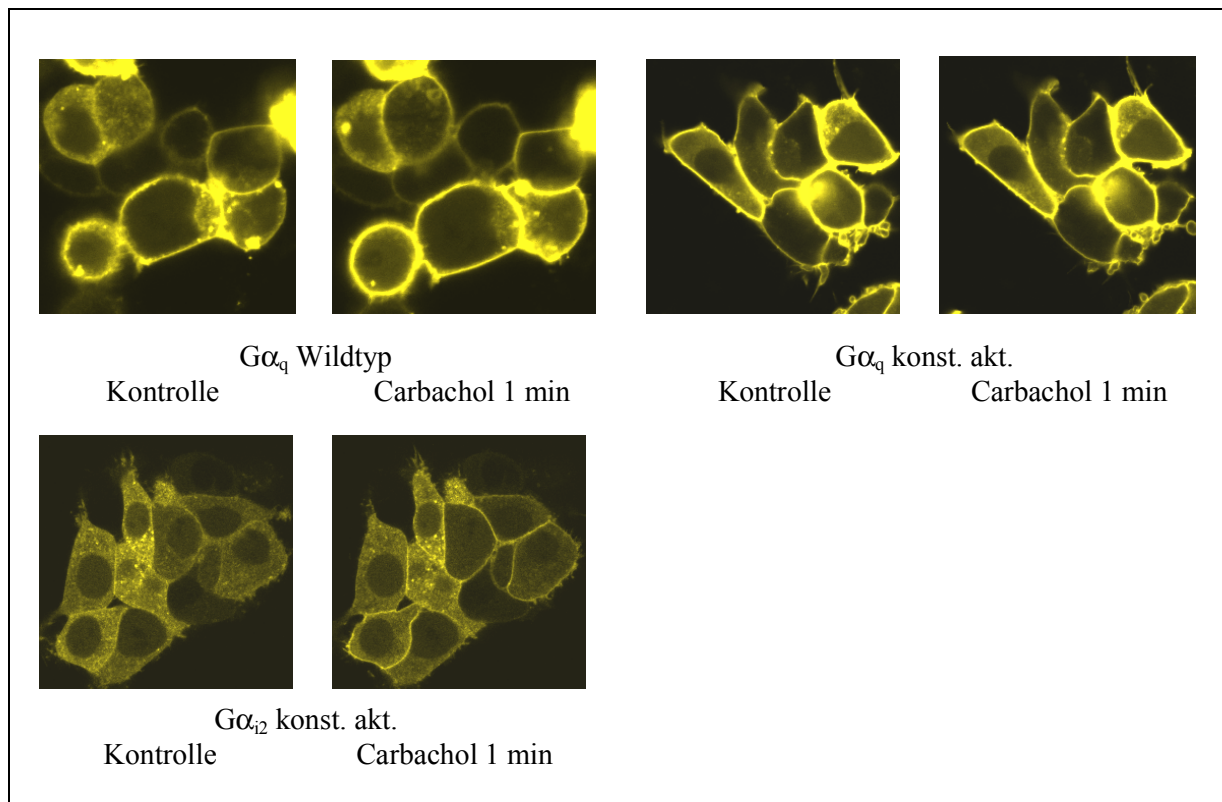 Gαq Wildtyp
Kontrolle Carbachol 1 min
Gαq konst. akt.
Kontrolle Carbachol 1 min
Gαi2 konst. akt.
Kontrolle Carbachol 1 min